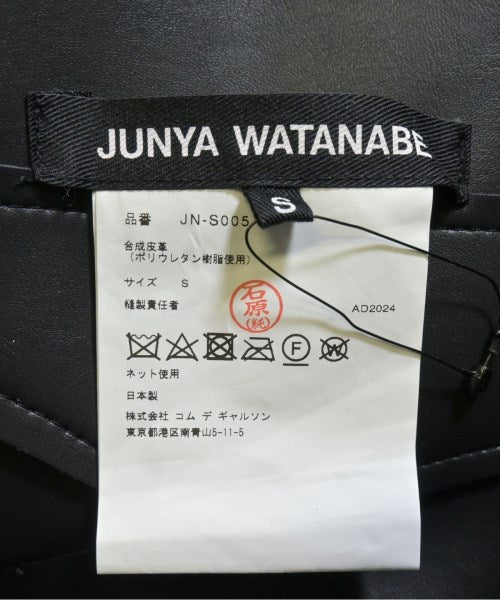 JUNYA WATANABE
S
品番 JN-S005
合成皮革
(ポリウレタン樹脂使用)
サイズ S
縫製責任者
石原
(純)
AD2024
F
W
ネット使用
日本製
株式会社 コム デ ギャルソン
東京都港区南青山5-11-5